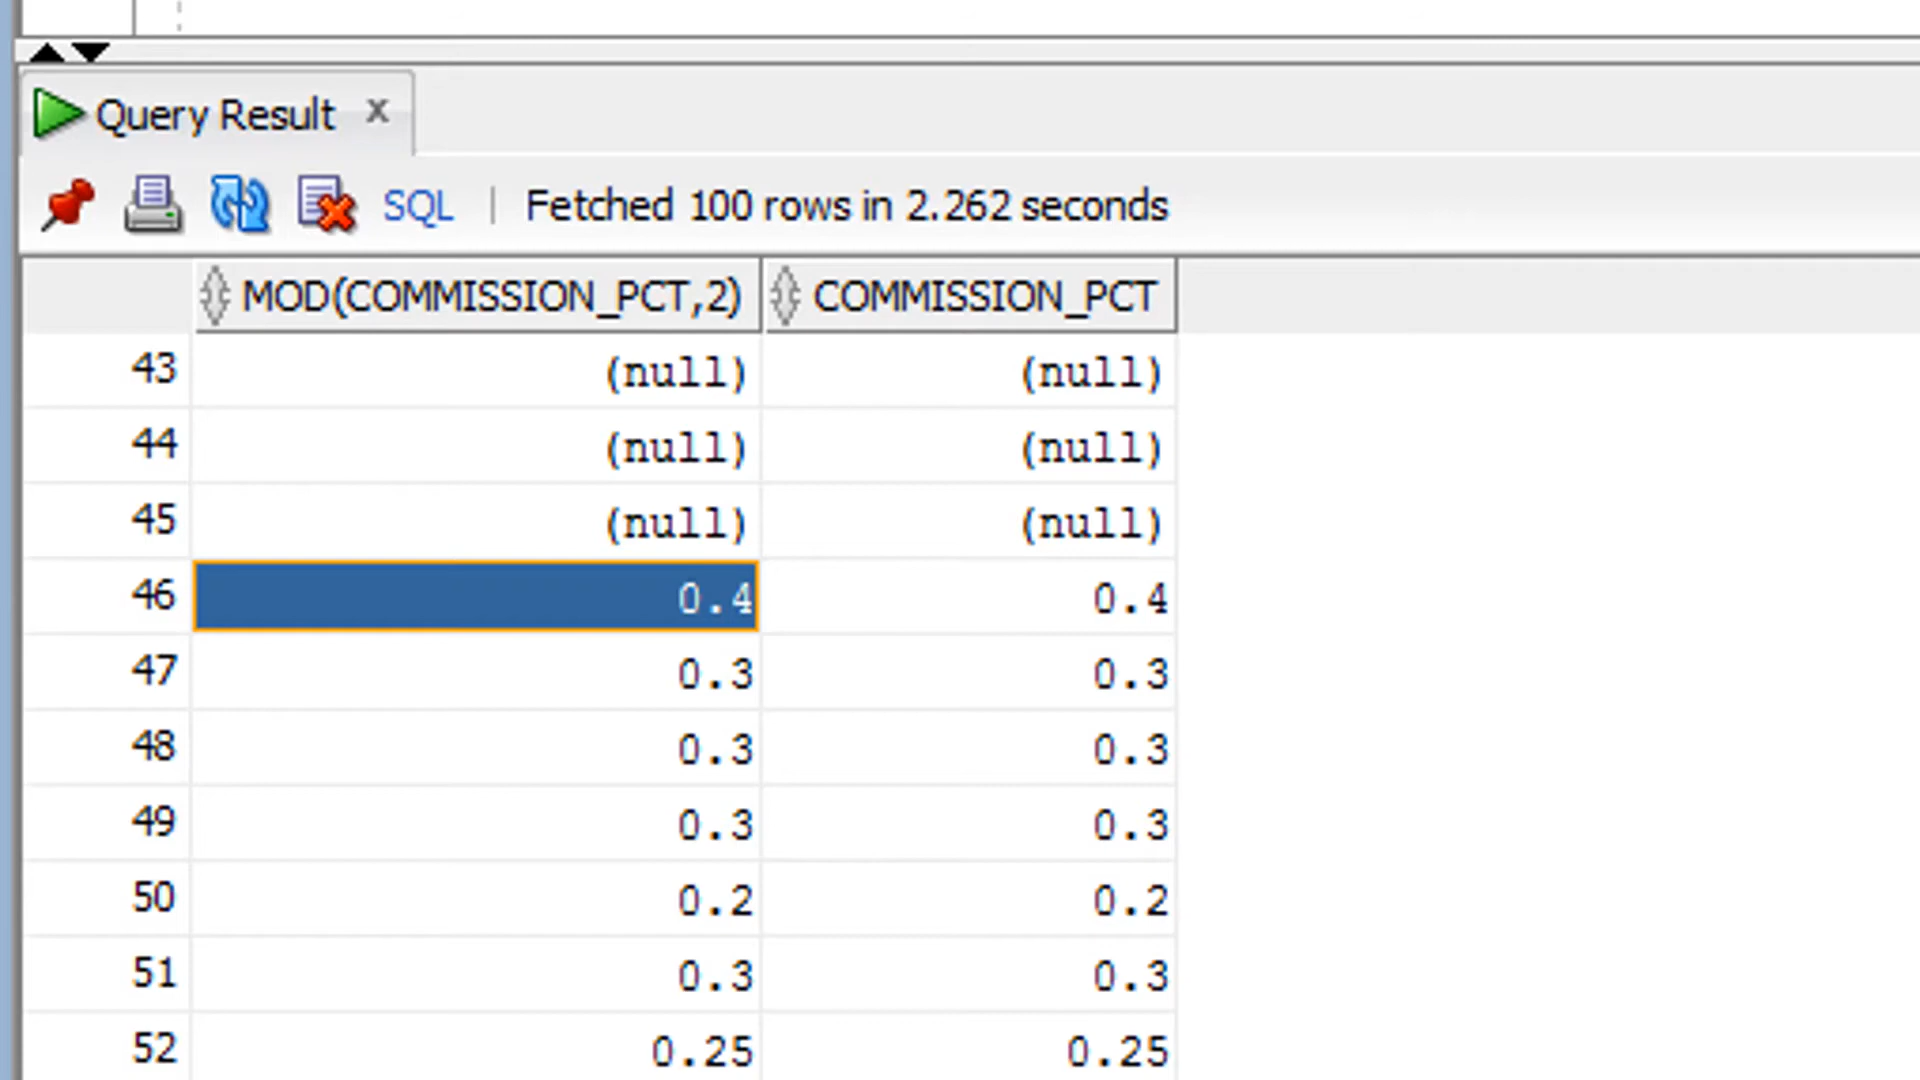 Query Result x
SQL | Fetched 100 rows in 2.262 seconds
MOD(COMMISSION_PCT,2) COMMISSION_PCT
43 (null) (null)
44 (null) (null)
45 (null) (null)
46 0.4 0.4
47 0.3 0.3
48 0.3 0.3
49 0.3 0.3
50 0.2 0.2
51 0.3 0.3
52 0.25 0.25